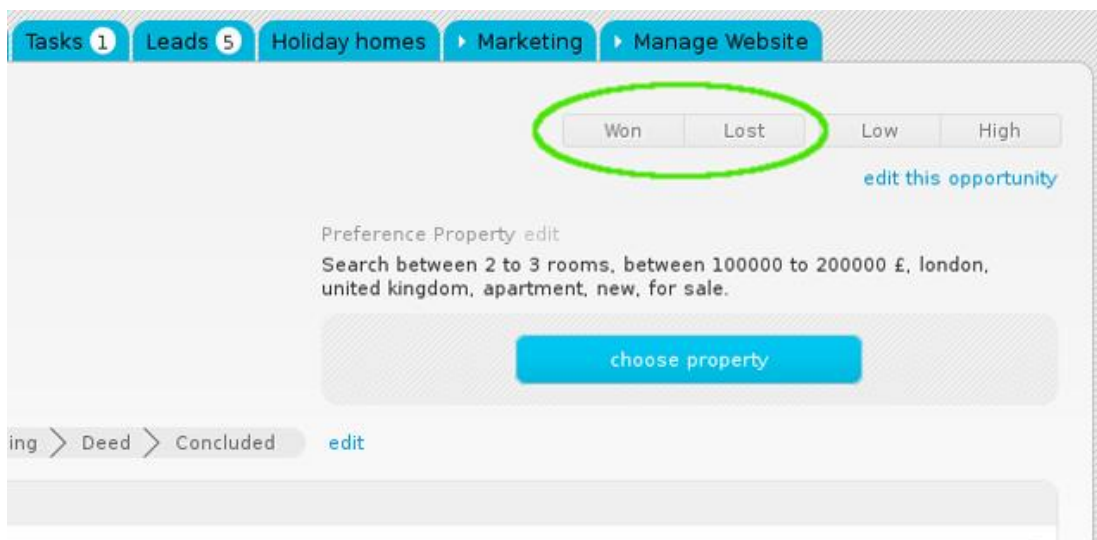 Tasks 1 Leads 5 Holiday homes Marketing Manage Website
Won Lost Low High
edit this opportunity
Preference Property edit
Search between 2 to 3 rooms, between 100000 to 200000 £, london,
united kingdom, apartment, new, for sale.
choose property
ing Deed Concluded edit